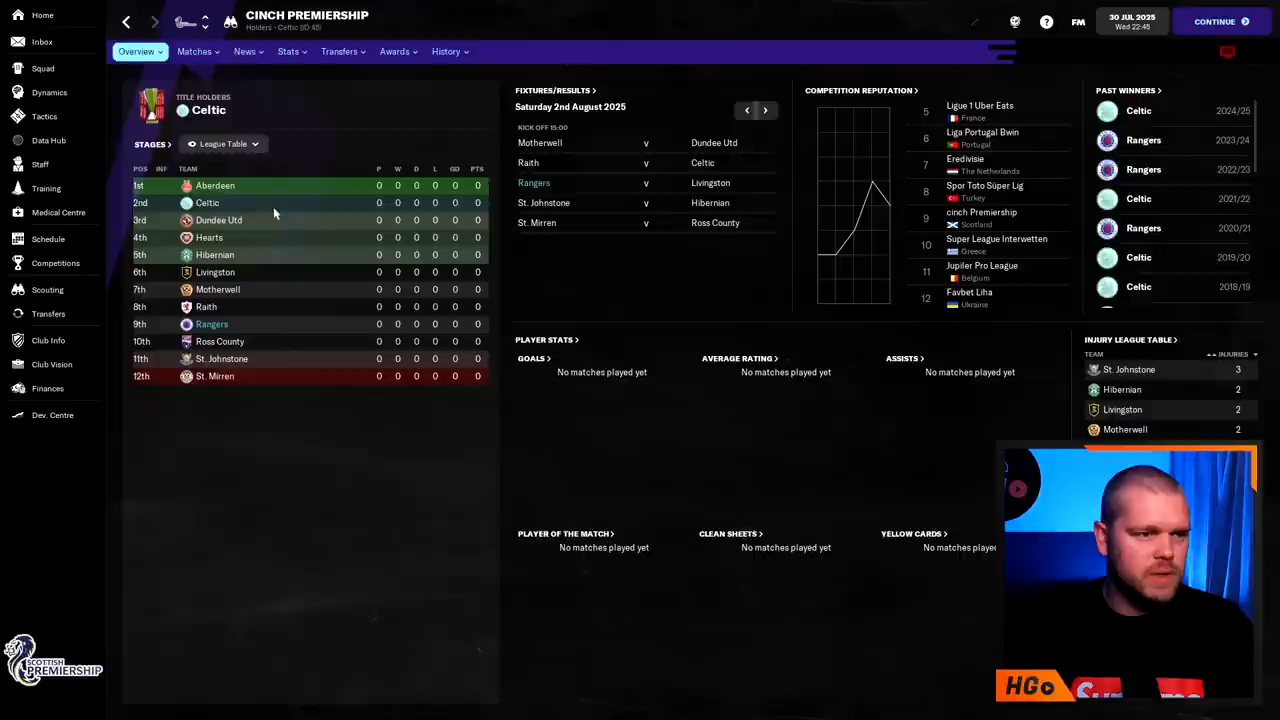 Home
Inbox
Squad
Dynamics
Tactics
Data Hub
Staff
Training
Medical Centre
Schedule
Competitions
Scouting
Transfers
Club Info
Club Vision
Finances
Dev. Centre
SCOTTISH
PREMIERSHIP
CINCH PREMIERSHIP
Holders - Celtic (ID 45)
FM
30 JUL 2025
Wed 22:45
CONTINUE
Overview Matches News Stats Transfers Awards History
TITLE HOLDERS
Celtic
STAGES League Table
POS INF TEAM P W D L GD PTS
1st Aberdeen 0 0 0 0 0 0
2nd Celtic 0 0 0 0 0 0
3rd Dundee Utd 0 0 0 0 0 0
4th Hearts 0 0 0 0 0 0
5th Hibernian 0 0 0 0 0 0
6th Livingston 0 0 0 0 0 0
7th Motherwell 0 0 0 0 0 0
8th Raith 0 0 0 0 0 0
9th Rangers 0 0 0 0 0 0
10th Ross County 0 0 0 0 0 0
11th St. Johnstone 0 0 0 0 0 0
12th St. Mirren 0 0 0 0 0 0
FIXTURES/RESULTS
Saturday 2nd August 2025
KICK OFF 15:00
Motherwell v Dundee Utd
Raith v Celtic
Rangers v Livingston
St. Johnstone v Hibernian
St. Mirren v Ross County
COMPETITION REPUTATION
5 Ligue 1 Uber Eats
France
6 Liga Portugal Bwin
Portugal
7 Eredivisie
The Netherlands
8 Spor Toto Süper Lig
Turkey
9 cinch Premiership
Scotland
10 Super League Interwetten
Greece
11 Jupiler Pro League
Belgium
12 Favbet Liha
Ukraine
PAST WINNERS
Celtic 2024/25
Rangers 2023/24
Rangers 2022/23
Celtic 2021/22
Rangers 2020/21
Celtic 2019/20
Celtic 2018/19
PLAYER STATS
GOALS
No matches played yet
AVERAGE RATING
No matches played yet
ASSISTS
No matches played yet
PLAYER OF THE MATCH
No matches played yet
CLEAN SHEETS
No matches played yet
YELLOW CARDS
No matches playe
INJURY LEAGUE TABLE
TEAM INJURIES
St. Johnstone 3
Hibernian 2
Livingston 2
Motherwell 2
HGo